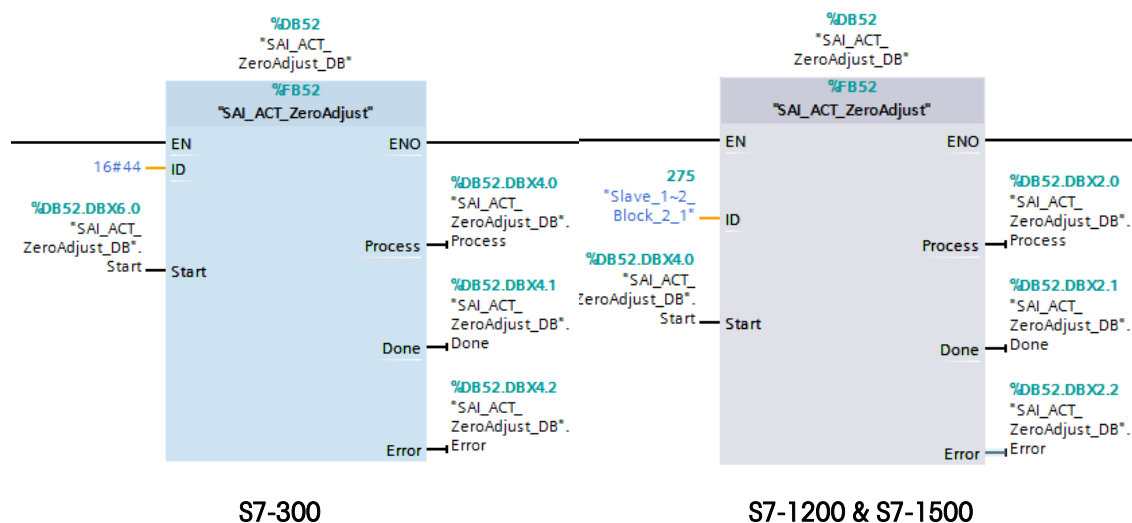 %DB52
"SAI_ACT_
ZeroAdjust_DB"
%FB52
"SAI_ACT_ZeroAdjust"
EN
ENO
16#44
ID
%DB52.DBX6.0
"SAI_ACT_
ZeroAdjust_DB".
Start
Start
%DB52.DBX4.0
"SAI_ACT_
ZeroAdjust_DB".
Process
Process
%DB52.DBX4.1
"SAI_ACT_
ZeroAdjust_DB".
Done
Done
%DB52.DBX4.2
"SAI_ACT_
ZeroAdjust_DB".
Error
Error
S7-300
%DB52
"SAI_ACT_
ZeroAdjust_DB"
%FB52
"SAI_ACT_ZeroAdjust"
EN
ENO
275
"Slave_1~2_
Block_2_1"
ID
%DB52.DBX4.0
"SAI_ACT_
ZeroAdjust_DB".
Start
Start
%DB52.DBX2.0
"SAI_ACT_
ZeroAdjust_DB".
Process
Process
%DB52.DBX2.1
"SAI_ACT_
ZeroAdjust_DB".
Done
Done
%DB52.DBX2.2
"SAI_ACT_
ZeroAdjust_DB".
Error
Error
S7-1200 & S7-1500